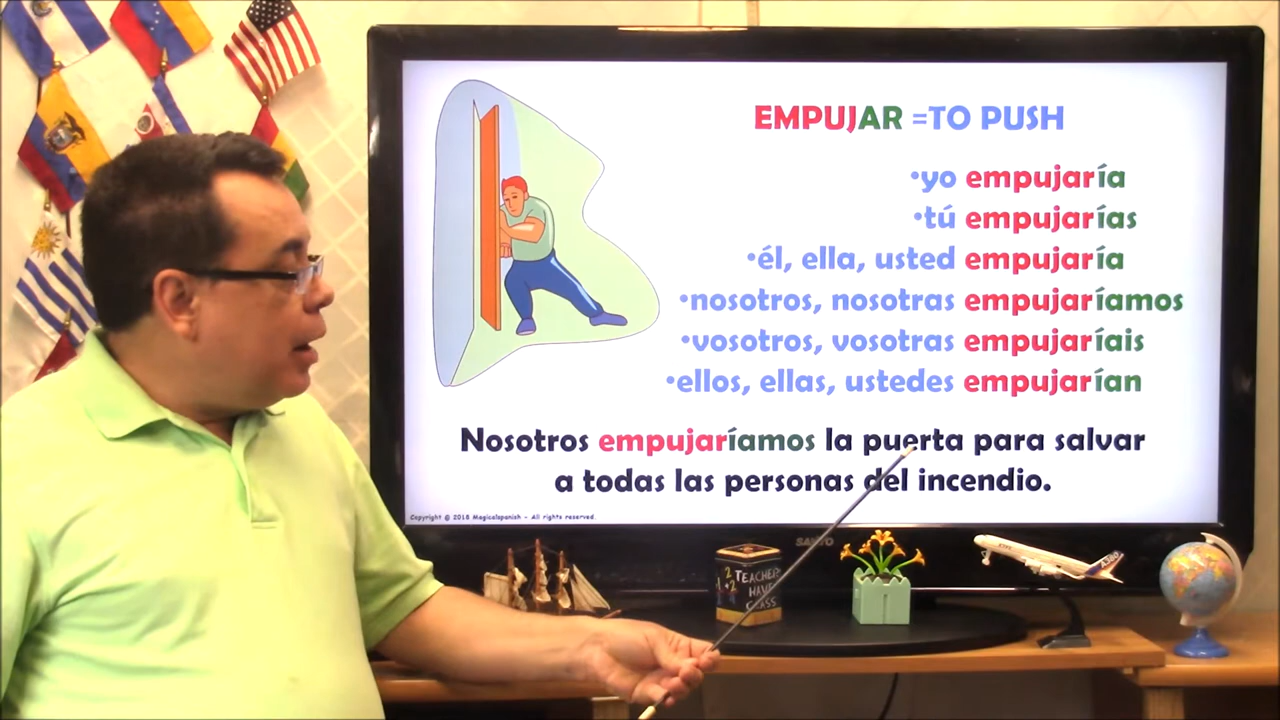 EMPUJAR =TO PUSH
•yo empujaría
•tú empujarías
•él, ella, usted empujaría
•nosotros, nosotras empujaríamos
•vosotros, vosotras empujaríais
•ellos, ellas, ustedes empujarían
Nosotros empujaríamos la puerta para salvar
a todas las personas del incendio.
Copyright © 2018 Magicalspanish - All rights reserved.
SANYO
TEACHERS
HAVE
CLASS
A380